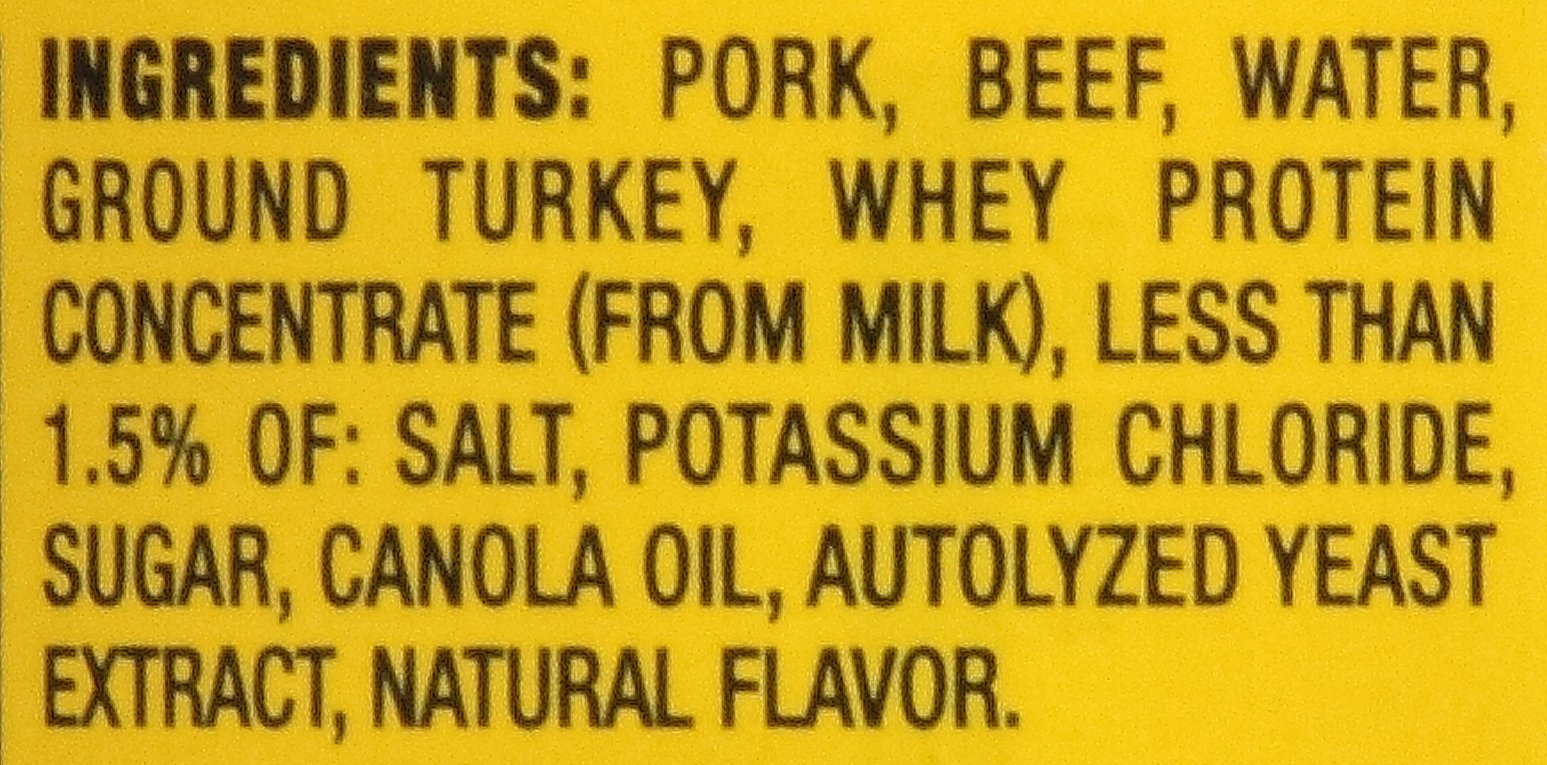 INGREDIENTS: PORK, BEEF, WATER,
GROUND TURKEY, WHEY PROTEIN
CONCENTRATE (FROM MILK), LESS THAN
1.5% OF: SALT, POTASSIUM CHLORIDE,
SUGAR, CANOLA OIL, AUTOLYZED YEAST
EXTRACT, NATURAL FLAVOR.